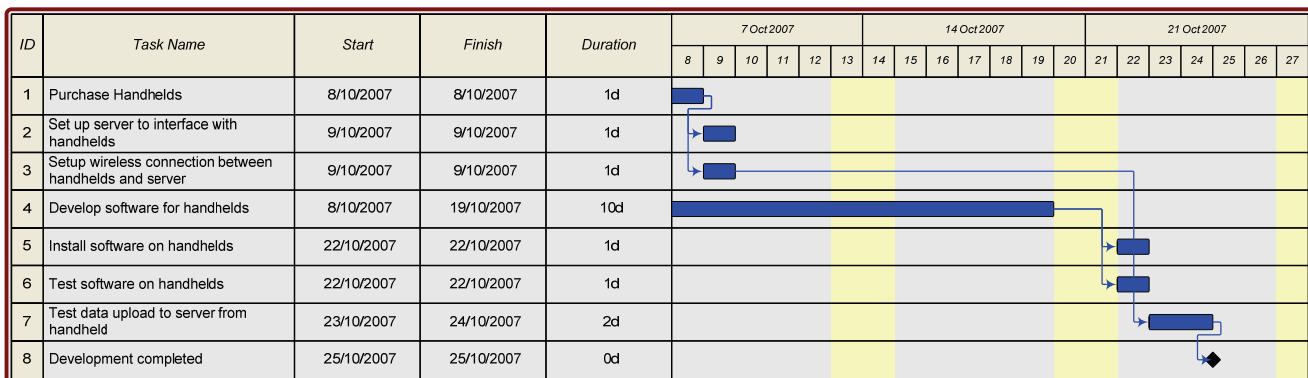 ID Task Name Start Finish Duration 7 Oct 2007 14 Oct 2007 21 Oct 2007
8 9 10 11 12 13 14 15 16 17 18 19 20 21 22 23 24 25 26 27
1 Purchase Handhelds 8/10/2007 8/10/2007 1d
2 Set up server to interface with
handhelds 9/10/2007 9/10/2007 1d
3 Setup wireless connection between
handhelds and server 9/10/2007 9/10/2007 1d
4 Develop software for handhelds 8/10/2007 19/10/2007 10d
5 Install software on handhelds 22/10/2007 22/10/2007 1d
6 Test software on handhelds 22/10/2007 22/10/2007 1d
7 Test data upload to server from
handheld 23/10/2007 24/10/2007 2d
8 Development completed 25/10/2007 25/10/2007 0d